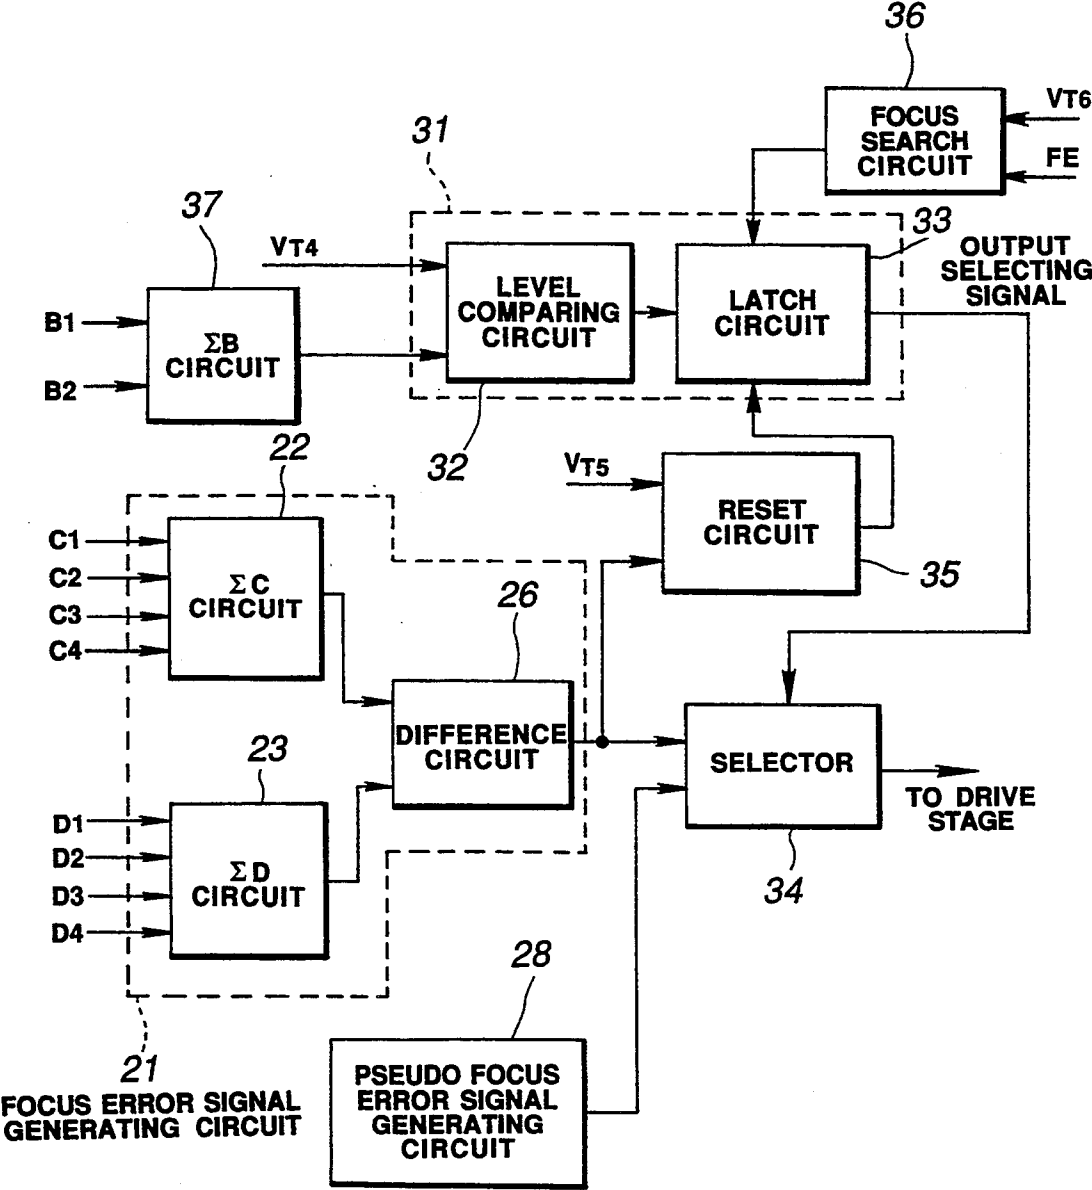 36
FOCUS
SEARCH
CIRCUIT
VT6
FE
31
37
VT4
33
OUTPUT
SELECTING
SIGNAL
LEVEL
COMPARING
CIRCUIT
LATCH
CIRCUIT
B1
B2
ΣB
CIRCUIT
32
22
VT5
RESET
CIRCUIT
35
C1
C2
C3
C4
ΣC
CIRCUIT
26
DIFFERENCE
CIRCUIT
SELECTOR
TO DRIVE
STAGE
34
23
D1
D2
D3
D4
ΣD
CIRCUIT
28
21
FOCUS ERROR SIGNAL
GENERATING CIRCUIT
PSEUDO FOCUS
ERROR SIGNAL
GENERATING
CIRCUIT